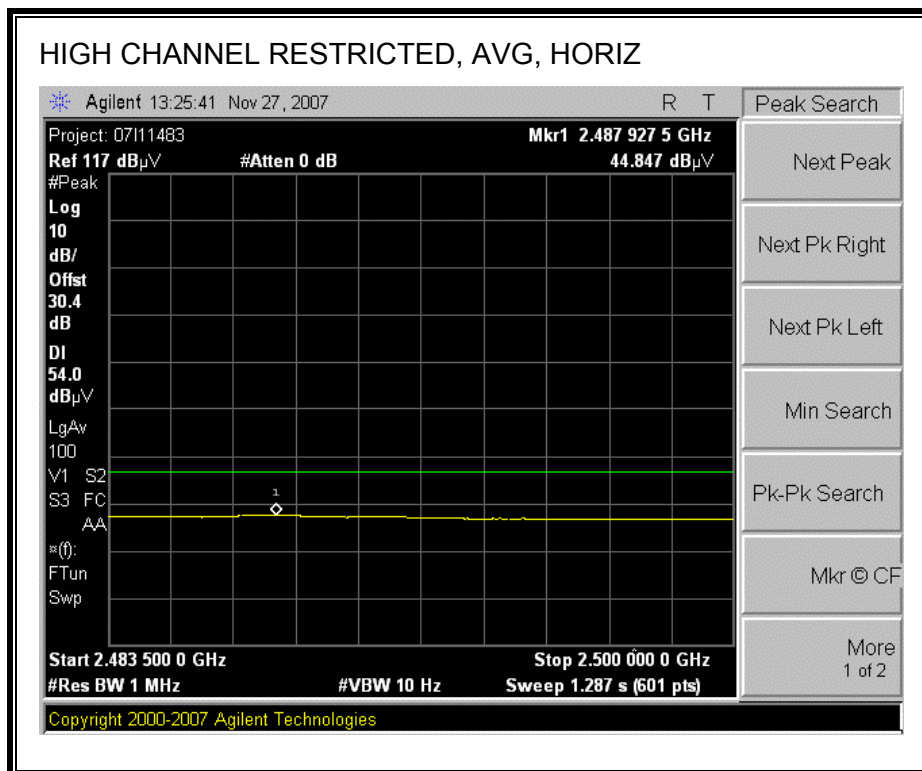 HIGH CHANNEL RESTRICTED, AVG, HORIZ
Agilent 13:25:41 Nov 27, 2007 R T
Peak Search
Project: 07I11483 Mkr1 2.487 927 5 GHz
Ref 117 dBµV #Atten 0 dB 44.847 dBµV
#Peak
Log
10
dB/
Offst
30.4
dB
DI
54.0
dBµV
LgAv
100
V1 S2
S3 FC
AA
¤(f):
FTun
Swp
1
Start 2.483 500 0 GHz Stop 2.500 000 0 GHz
#Res BW 1 MHz #VBW 10 Hz Sweep 1.287 s (601 pts)
Copyright 2000-2007 Agilent Technologies
Next Peak
Next Pk Right
Next Pk Left
Min Search
Pk-Pk Search
Mkr © CF
More
1 of 2